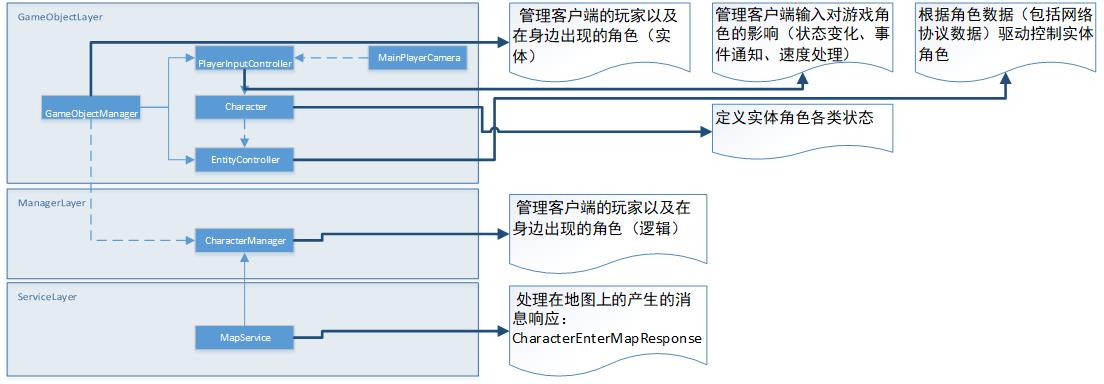 GameObjectLayer
PlayerInputController
MainPlayerCamera
GameObjectManager
Character
EntityController
管理客户端的玩家以及
在身边出现的角色（实
体）
管理客户端输入对游戏角
色的影响（状态变化、事
件通知、速度处理）
根据角色数据（包括网络
协议数据）驱动控制实体
角色
定义实体角色各类状态
ManagerLayer
CharacterManager
管理客户端的玩家以及在
身边出现的角色（逻辑）
ServiceLayer
MapService
处理在地图上的产生的消
息响应：
CharacterEnterMapResponse